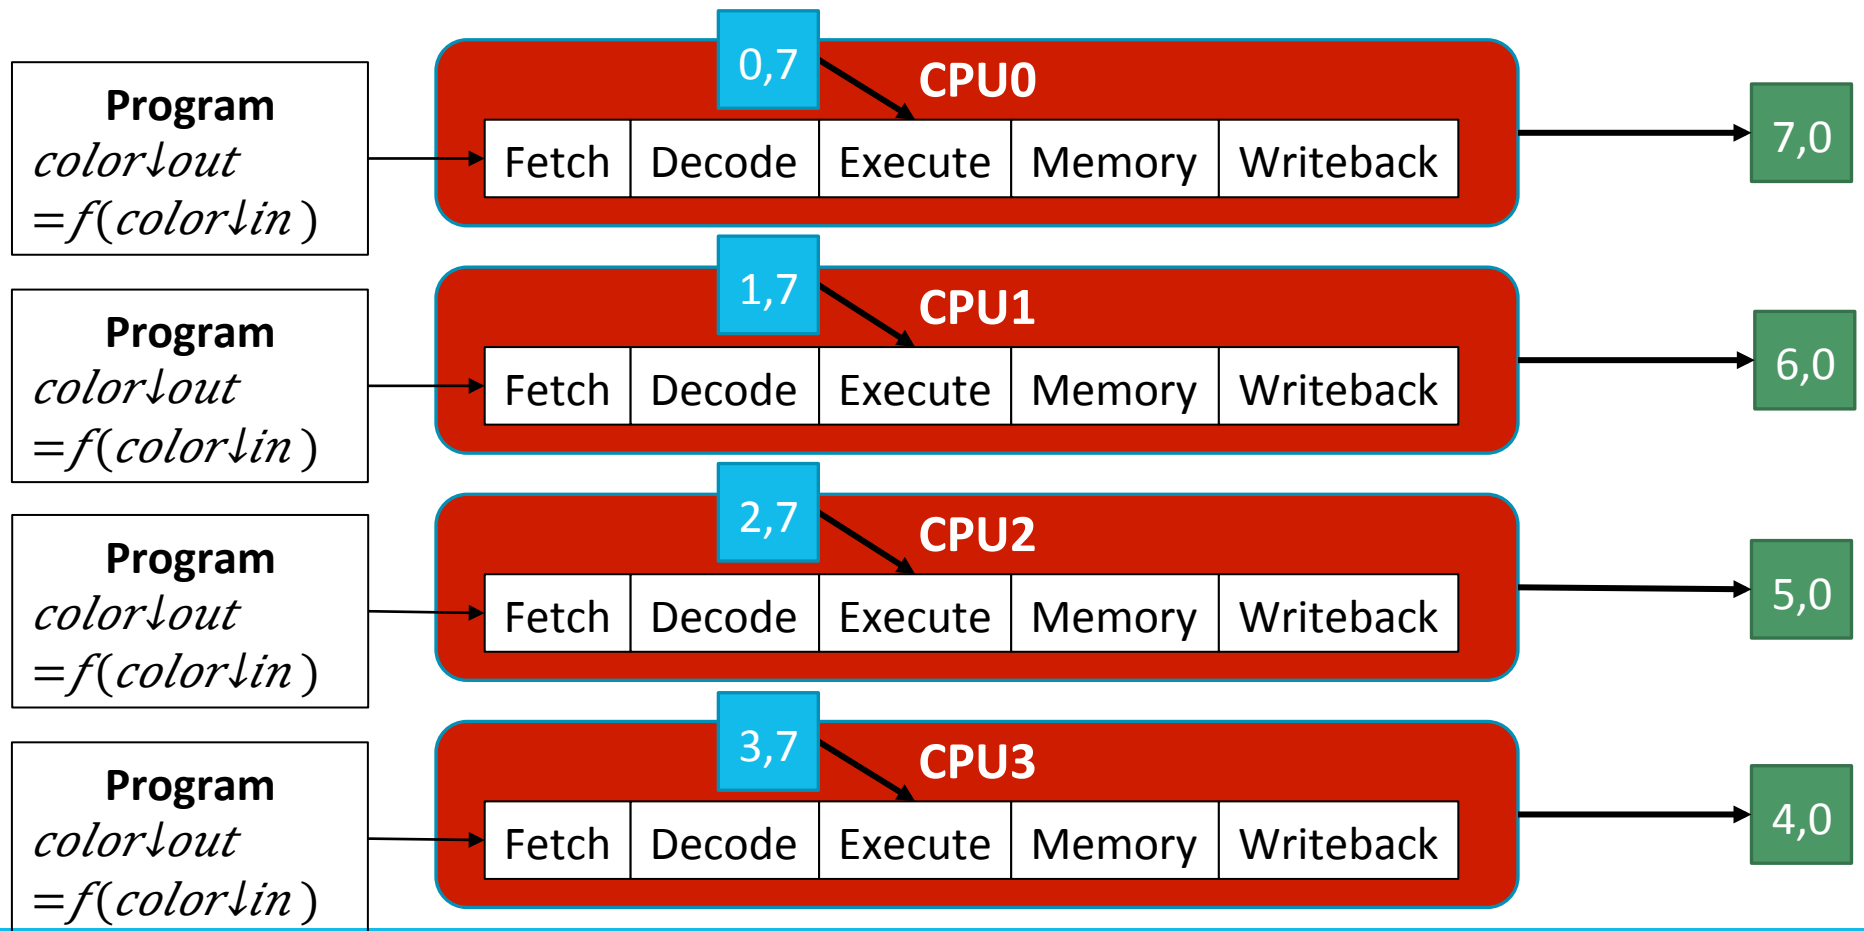 0,7
CPU0
Program
color↓out
=f(color↓in )
Fetch Decode Execute Memory Writeback
7,0
1,7
CPU1
Program
color↓out
=f(color↓in )
Fetch Decode Execute Memory Writeback
6,0
2,7
CPU2
Program
color↓out
=f(color↓in )
Fetch Decode Execute Memory Writeback
5,0
3,7
CPU3
Program
color↓out
=f(color↓in )
Fetch Decode Execute Memory Writeback
4,0